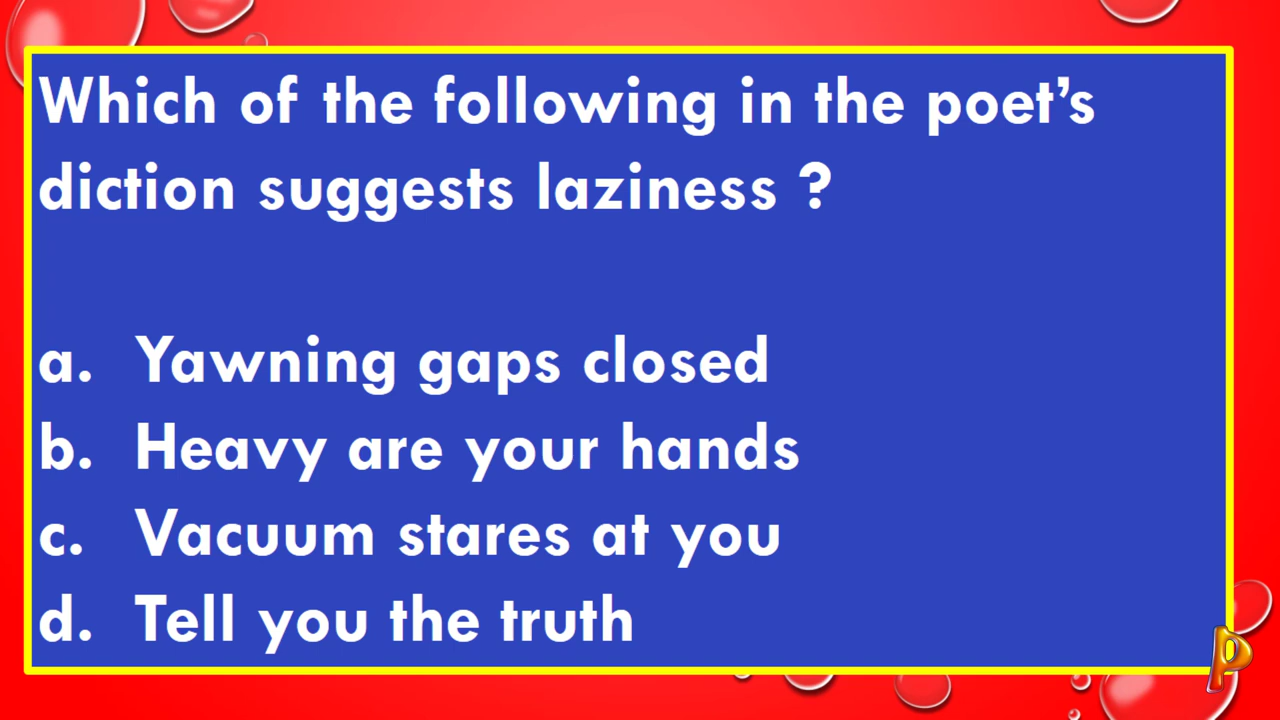 Which of the following in the poet’s
diction suggests laziness ?
a. Yawning gaps closed
b. Heavy are your hands
c. Vacuum stares at you
d. Tell you the truth
P